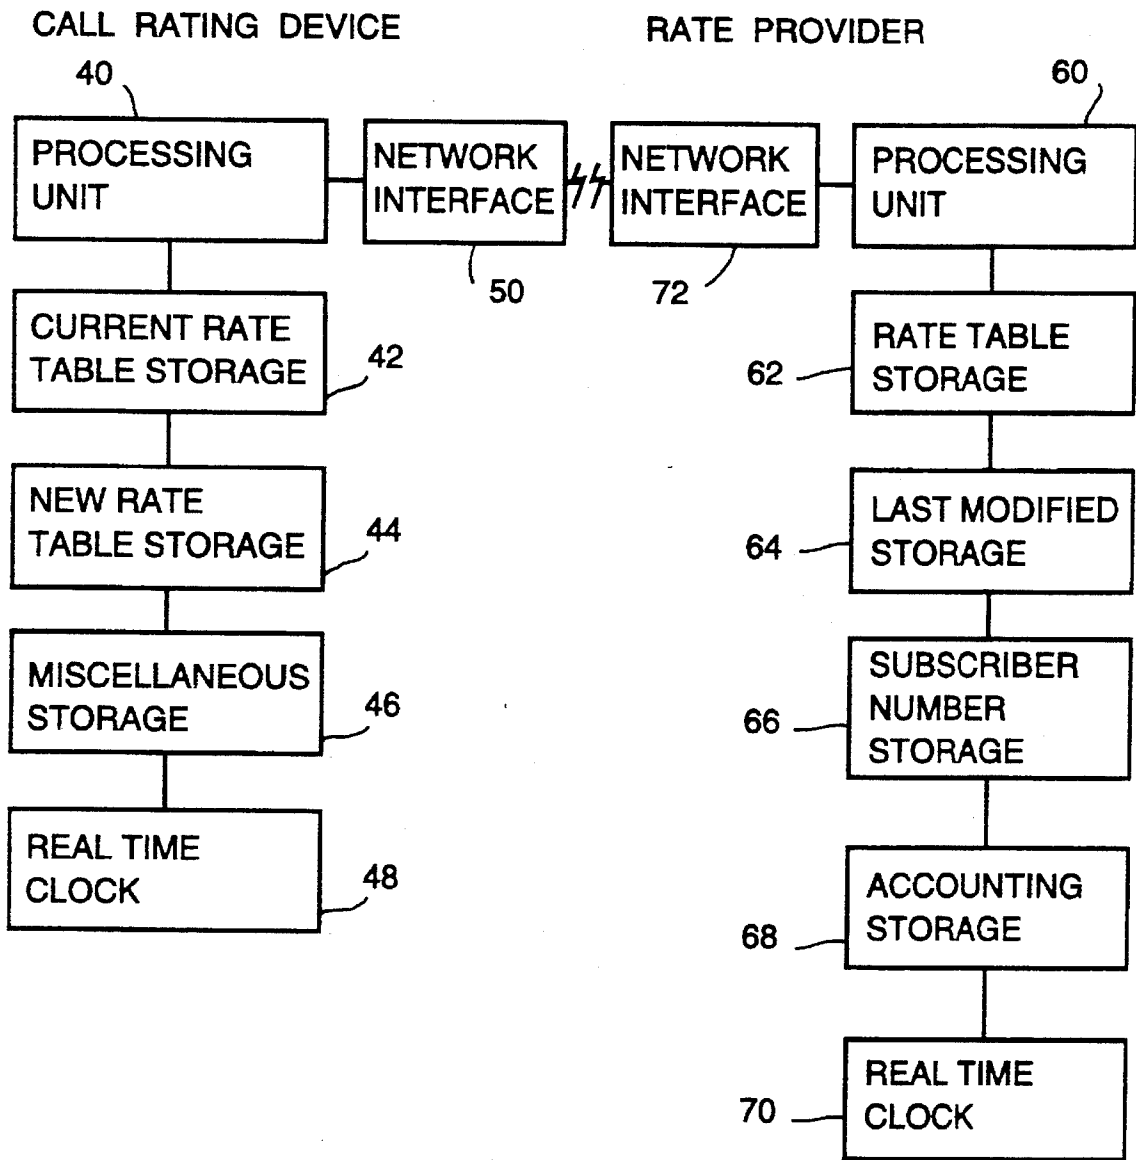 CALL RATING DEVICE
RATE PROVIDER
40
60
PROCESSING
UNIT
NETWORK
INTERFACE
NETWORK
INTERFACE
PROCESSING
UNIT
50
72
CURRENT RATE
TABLE STORAGE
42
62
RATE TABLE
STORAGE
NEW RATE
TABLE STORAGE
44
64
LAST MODIFIED
STORAGE
MISCELLANEOUS
STORAGE
46
66
SUBSCRIBER
NUMBER
STORAGE
REAL TIME
CLOCK
48
68
ACCOUNTING
STORAGE
70
REAL TIME
CLOCK